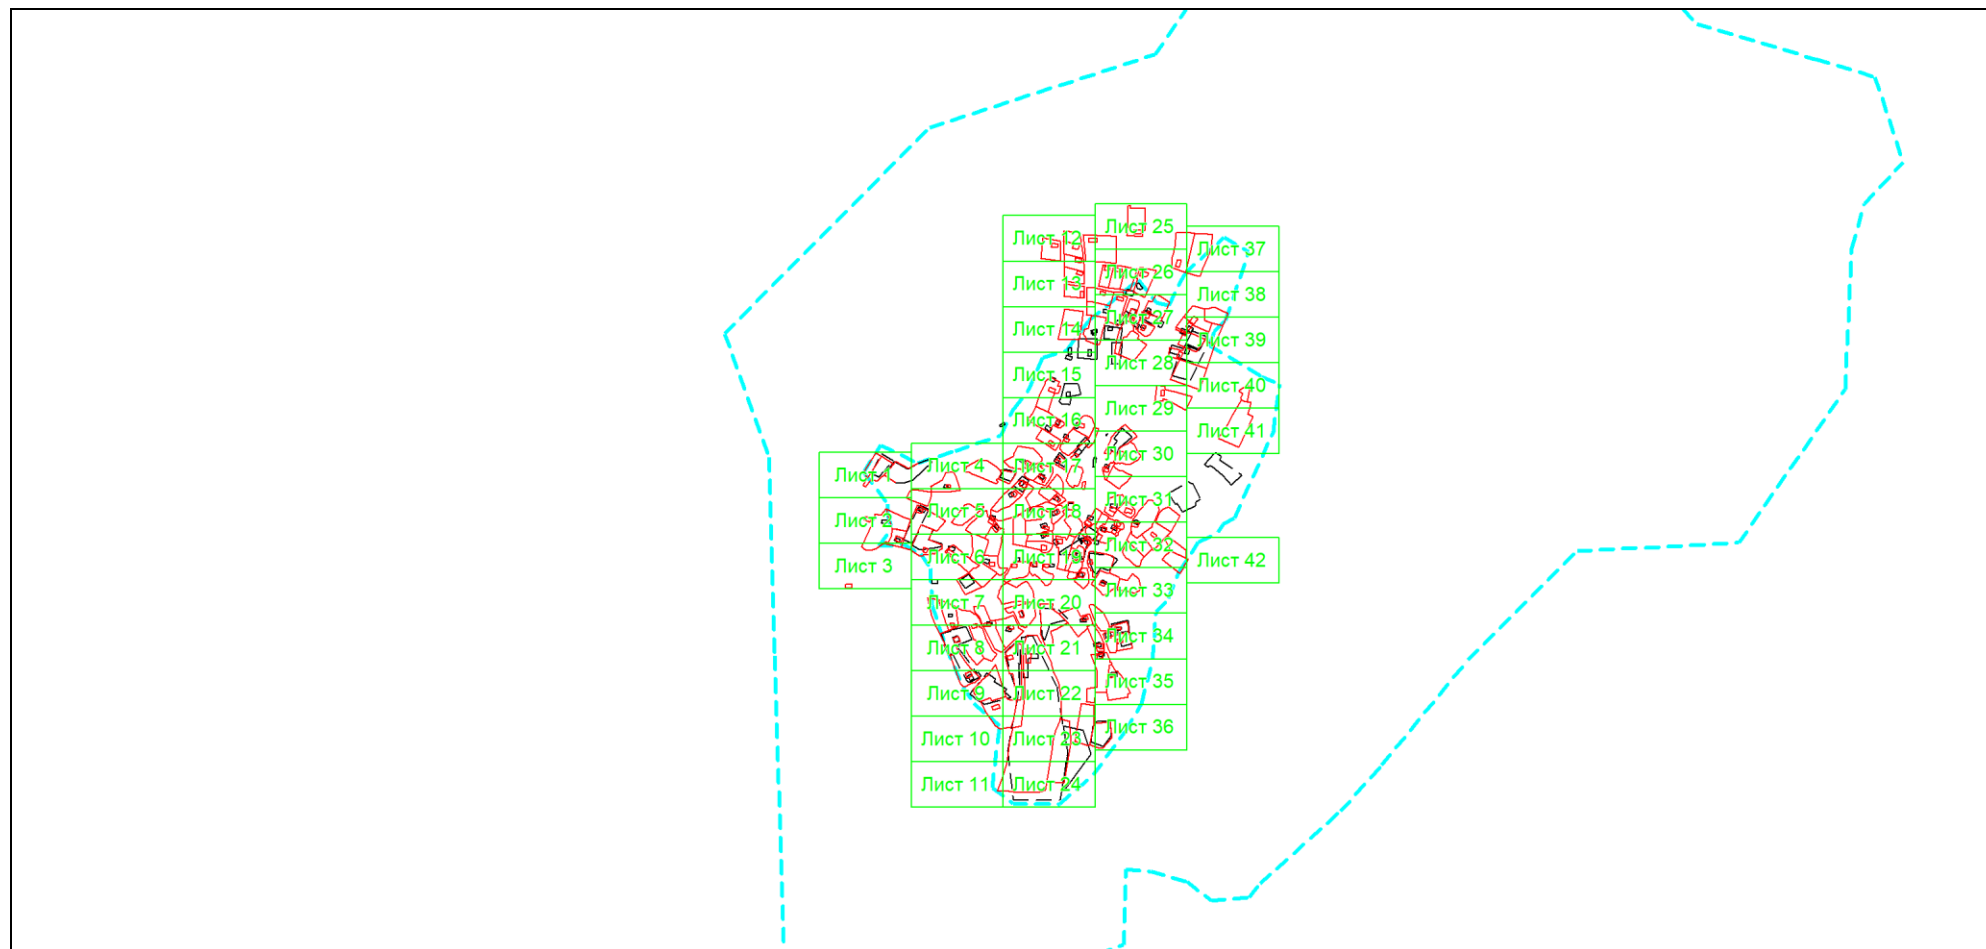 Лист 1
Лист 2
Лист 3
Лист 4
Лист 5
Лист 6
Лист 7
Лист 8
Лист 9
Лист 10
Лист 11
Лист 12
Лист 13
Лист 14
Лист 15
Лист 16
Лист 17
Лист 18
Лист 19
Лист 20
Лист 21
Лист 22
Лист 23
Лист 24
Лист 25
Лист 26
Лист 27
Лист 28
Лист 29
Лист 30
Лист 31
Лист 32
Лист 33
Лист 34
Лист 35
Лист 36
Лист 37
Лист 38
Лист 39
Лист 40
Лист 41
Лист 42